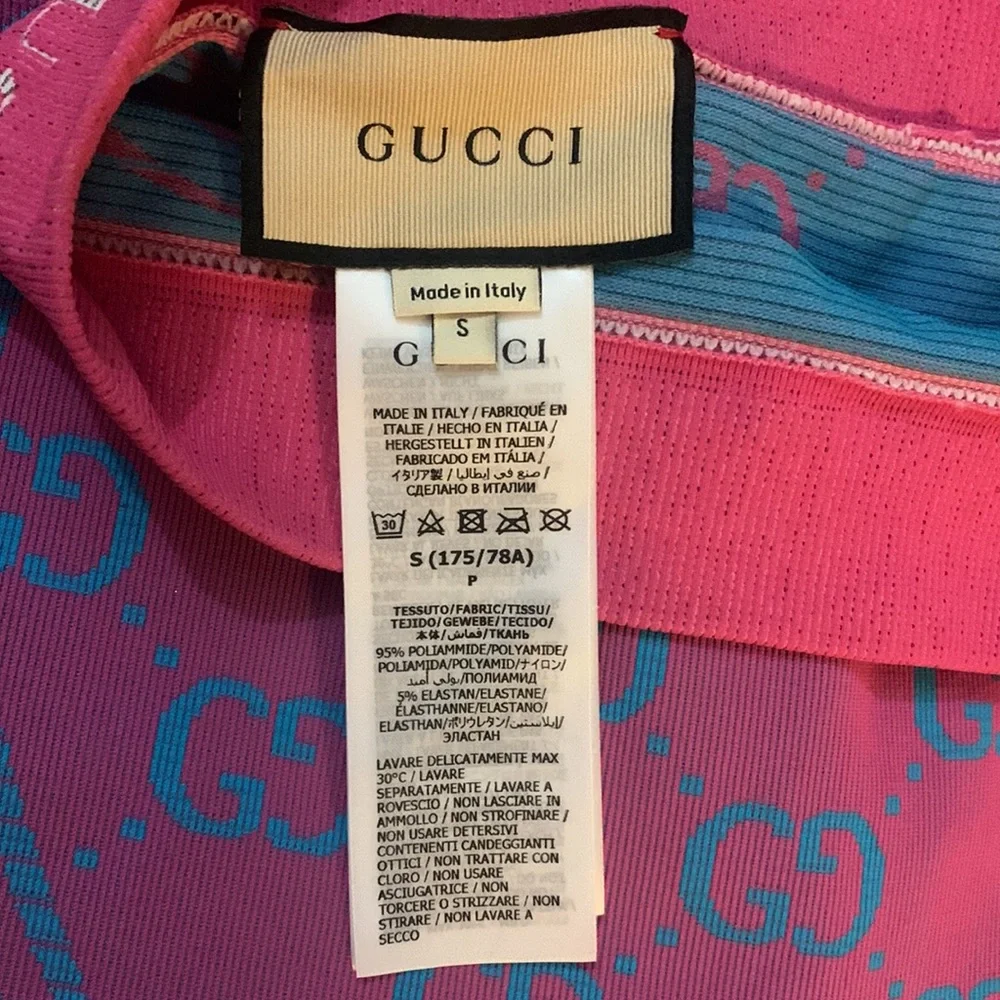 GUCCI
Made in Italy
S
G CI
MADE IN ITALY / FABRIQUÉ EN
ITALIE / HECHO EN ITALIA /
HERGESTELLT IN ITALIEN /
FABRICADO EM ITÁLIA /
イタリア製 / صنع في إيطاليا /
СДЕЛАНО В ИТАЛИИ
30
S (175/78A)
P
TESSUTO/FABRIC/TISSU/
TEJIDO/GEWEBE/TECIDO/
本体/قماش/ТКАНЬ
95% POLIAMMIDE/POLYAMIDE/
POLIAMIDA/POLYAMID/ナイロン/
بولي أميد/ПОЛИАМИД
5% ELASTAN/ELASTANE/
ÉLASTHANNE/ELASTANO/
ELASTHAN/ポリウレタン/إيلاستين/
ЭЛАСТАН
LAVARE DELICATAMENTE MAX
30°C / LAVARE
SEPARATAMENTE / LAVARE A
ROVESCIO / NON LASCIARE IN
AMMOLLO / NON STROFINARE /
NON USARE DETERSIVI
CONTENENTI CANDEGGIANTI
OTTICI / NON TRATTARE CON
CLORO / NON USARE
ASCIUGATRICE / NON
TORCERE O STRIZZARE / NON
STIRARE / NON LAVARE A
SECCO